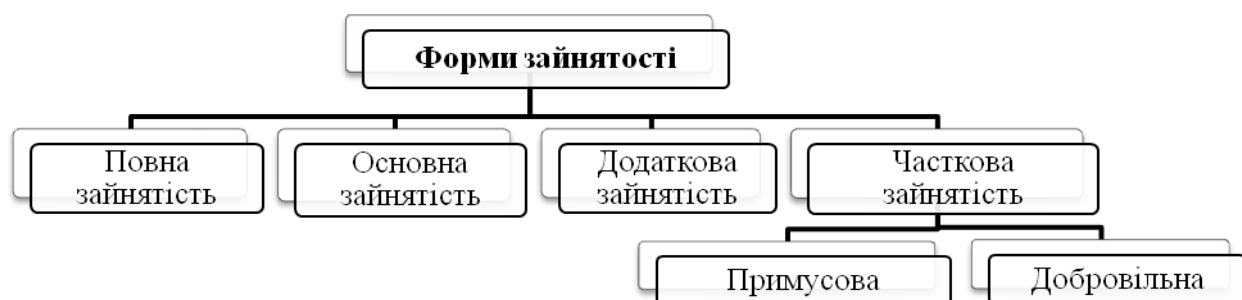 Форми зайнятості
Повна
зайнятість
Основна
зайнятість
Додаткова
зайнятість
Часткова
зайнятість
Примусова
Добровільна